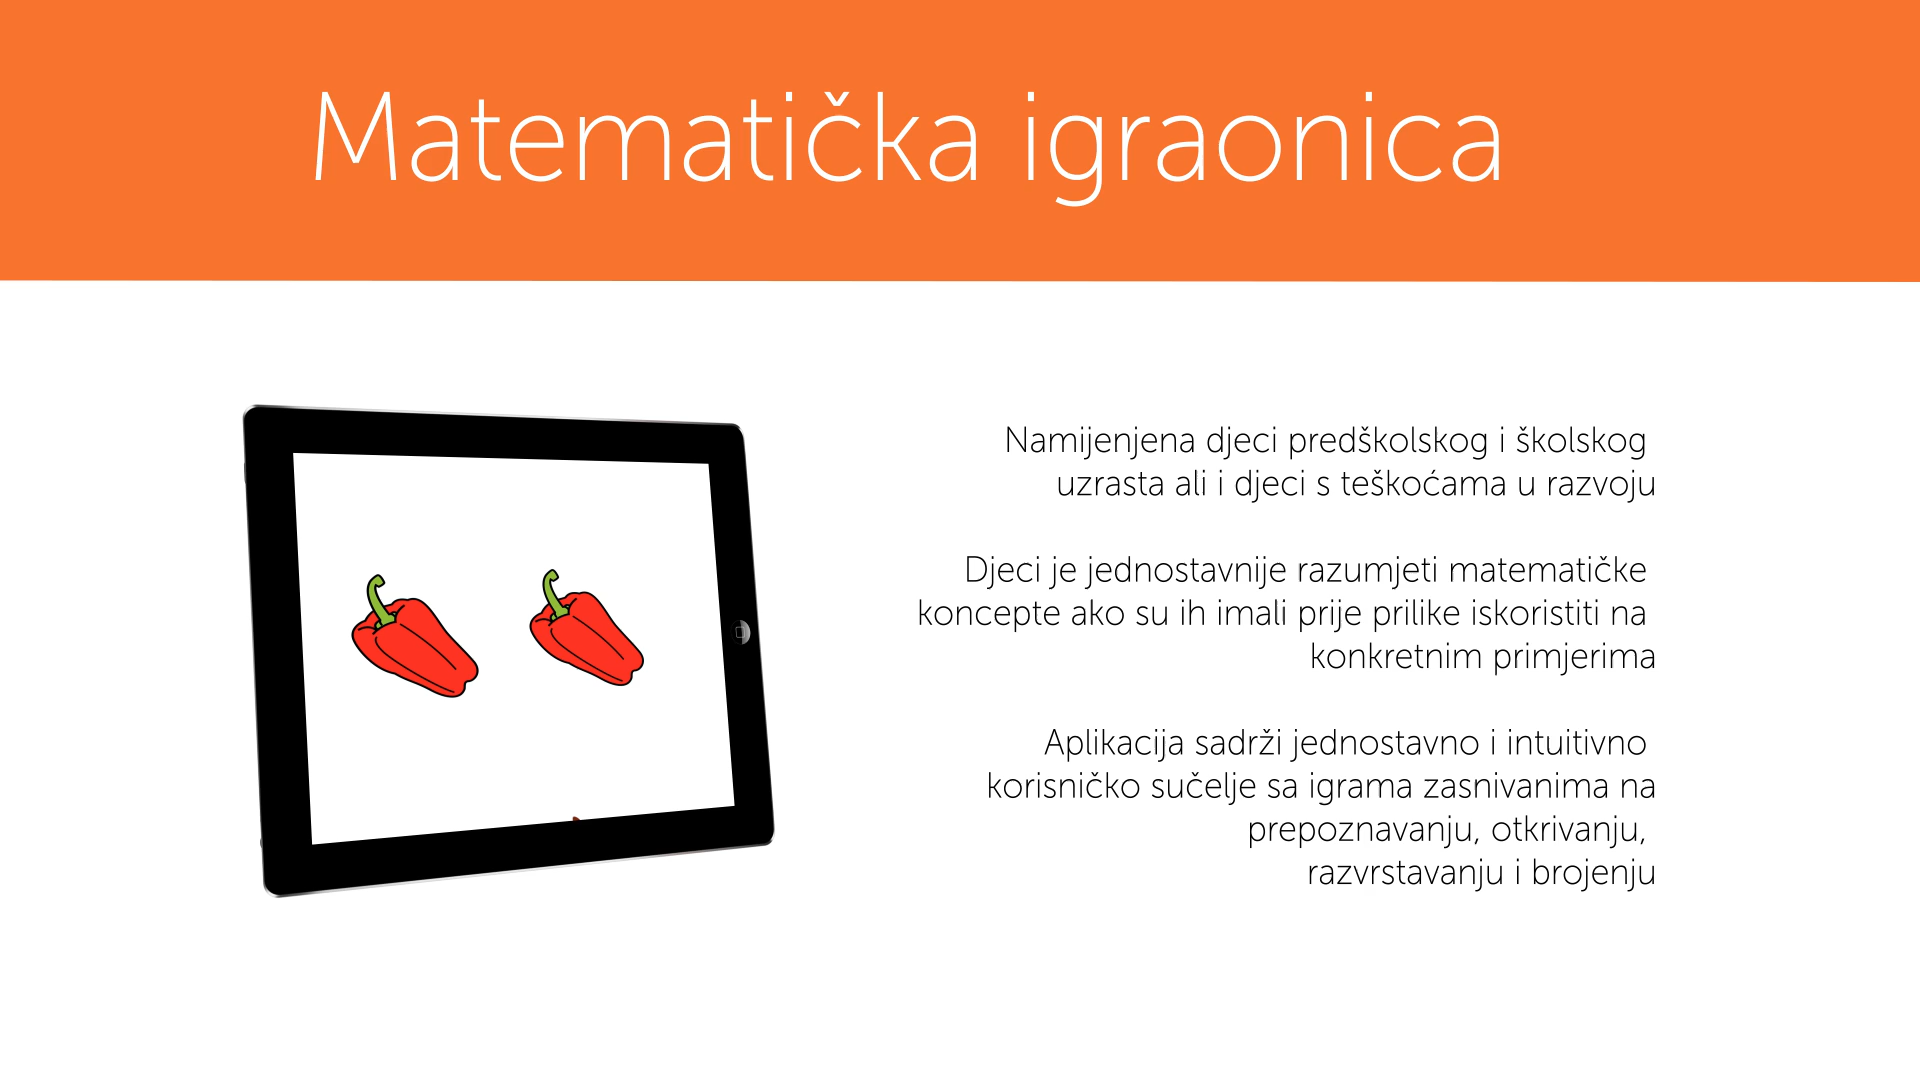 Matematička igraonica
Namijenjena djeci predškolskog i školskog
uzrasta ali i djeci s teškoćama u razvoju
Djeci je jednostavnije razumjeti matematičke
koncepte ako su ih imali prije prilike iskoristiti na
konkretnim primjerima
Aplikacija sadrži jednostavno i intuitivno
korisničko sučelje sa igrama zasnivanima na
prepoznavanju, otkrivanju,
razvrstavanju i brojenju